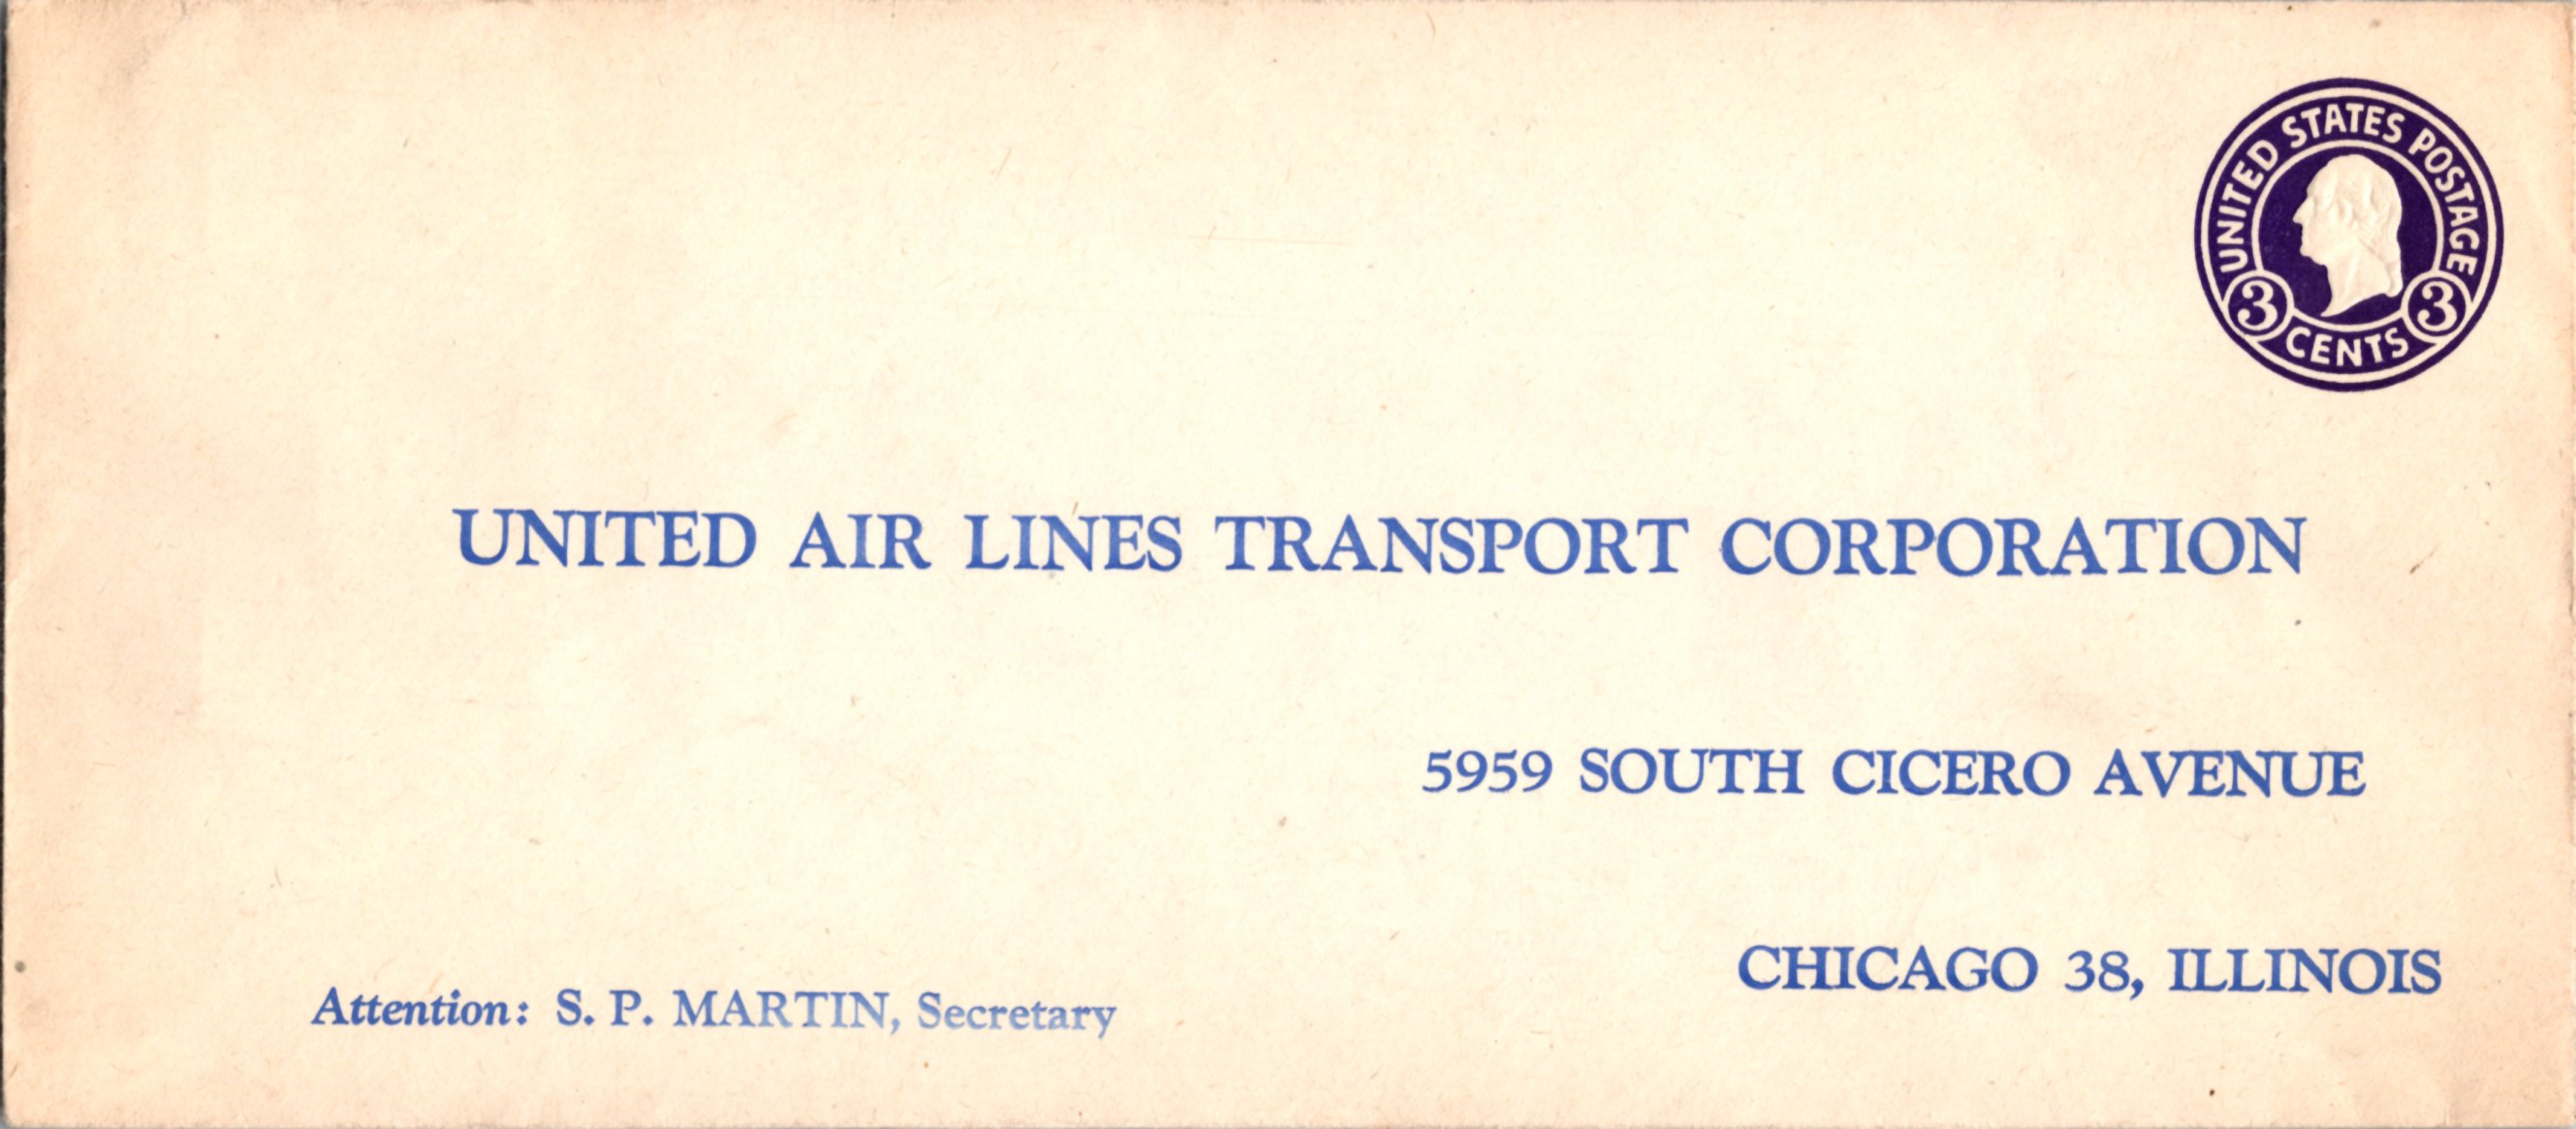 UNITED STATES POSTAGE
3 CENTS 3
UNITED AIR LINES TRANSPORT CORPORATION
5959 SOUTH CICERO AVENUE
CHICAGO 38, ILLINOIS
Attention: S. P. MARTIN, Secretary